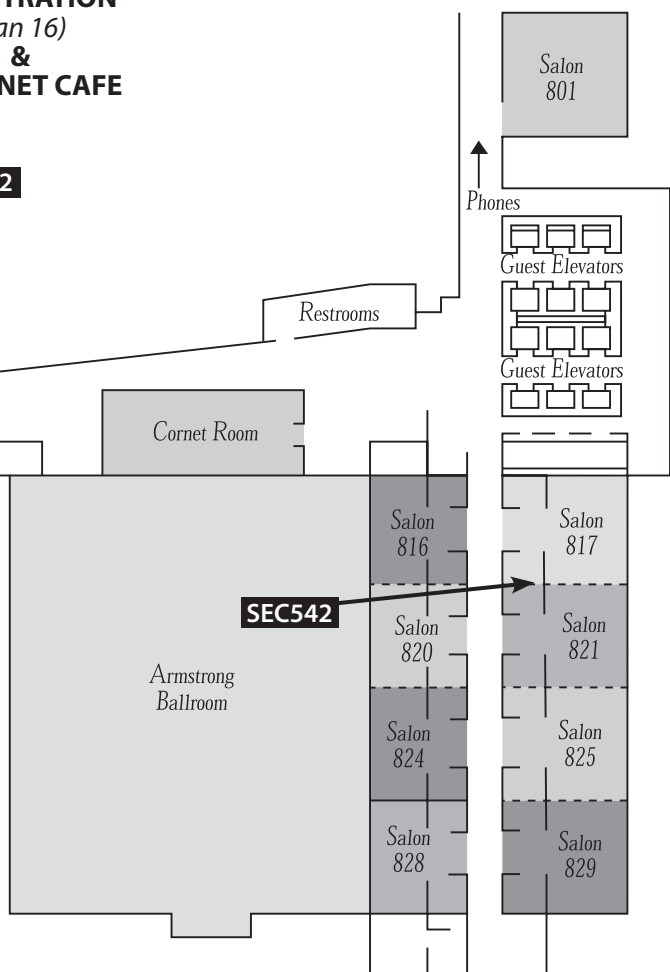 an 16)
&
NET CAFE
2
Salon
801
Phones
Guest Elevators
Restrooms
Guest Elevators
Cornet Room
Salon
816
Salon
817
SEC542
Salon
820
Salon
821
Armstrong
Ballroom
Salon
824
Salon
825
Salon
828
Salon
829